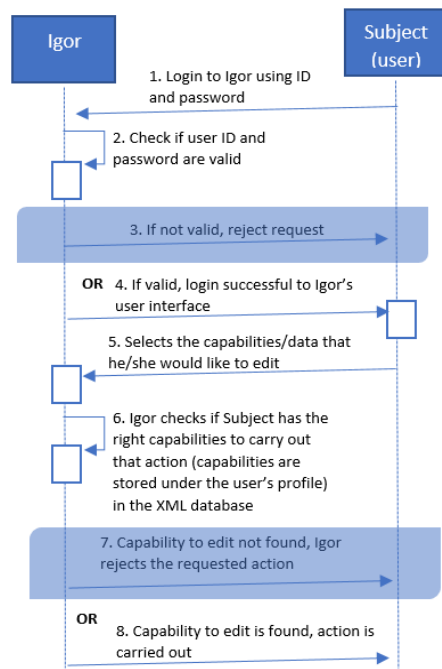 Igor
Subject
(user)
1. Login to Igor using ID
and password
2. Check if user ID and
password are valid
3. If not valid, reject request
OR 4. If valid, login successful to Igor's
user interface
5. Selects the capabilities/data that
he/she would like to edit
6. Igor checks if Subject has the
right capabilities to carry out
that action (capabilities are
stored under the user's profile)
in the XML database
7. Capability to edit not found, Igor
rejects the requested action
OR
8. Capability to edit is found, action is
carried out